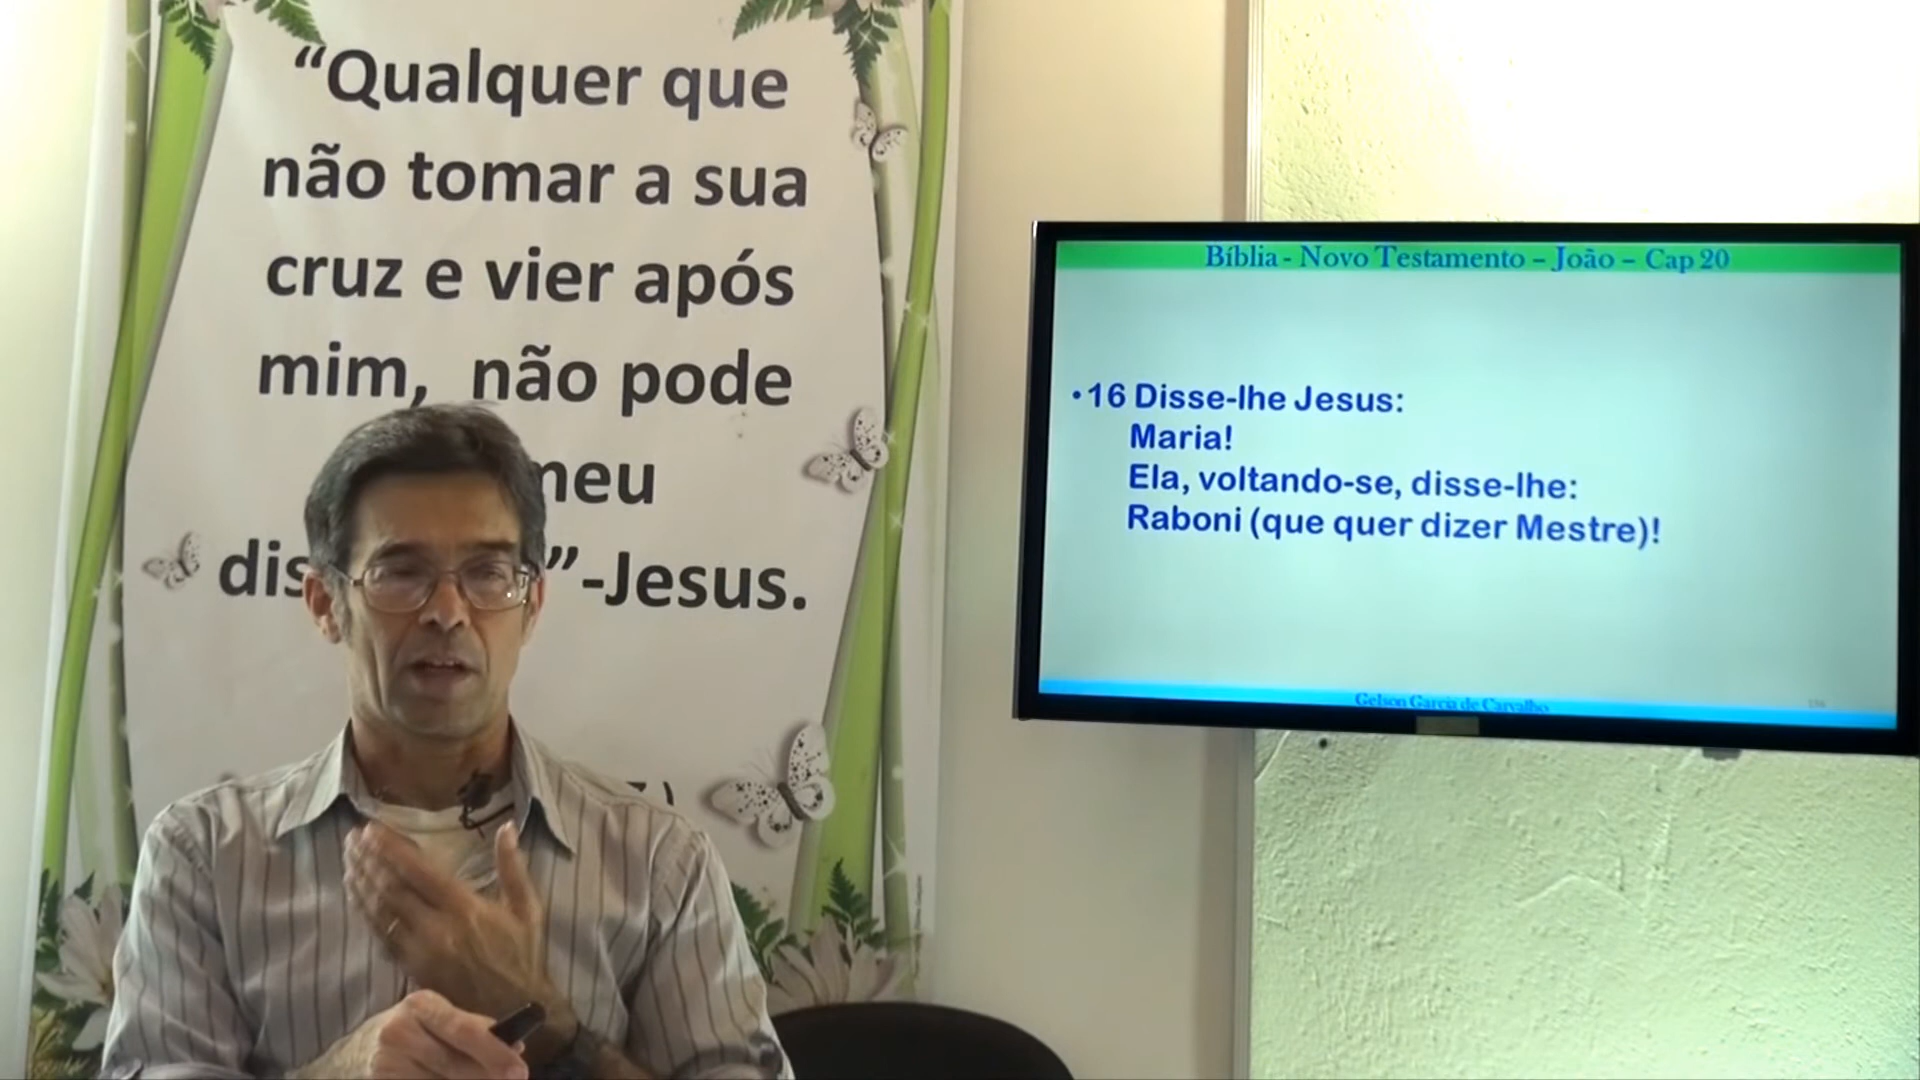 “Qualquer que
não tomar a sua
cruz e vier após
mim, não pode
meu
”-Jesus.
Bíblia - Novo Testamento – João – Cap 20
•16 Disse-lhe Jesus:
Maria!
Ela, voltando-se, disse-lhe:
Raboni (que quer dizer Mestre)!
Gelson Garcia de Carvalho